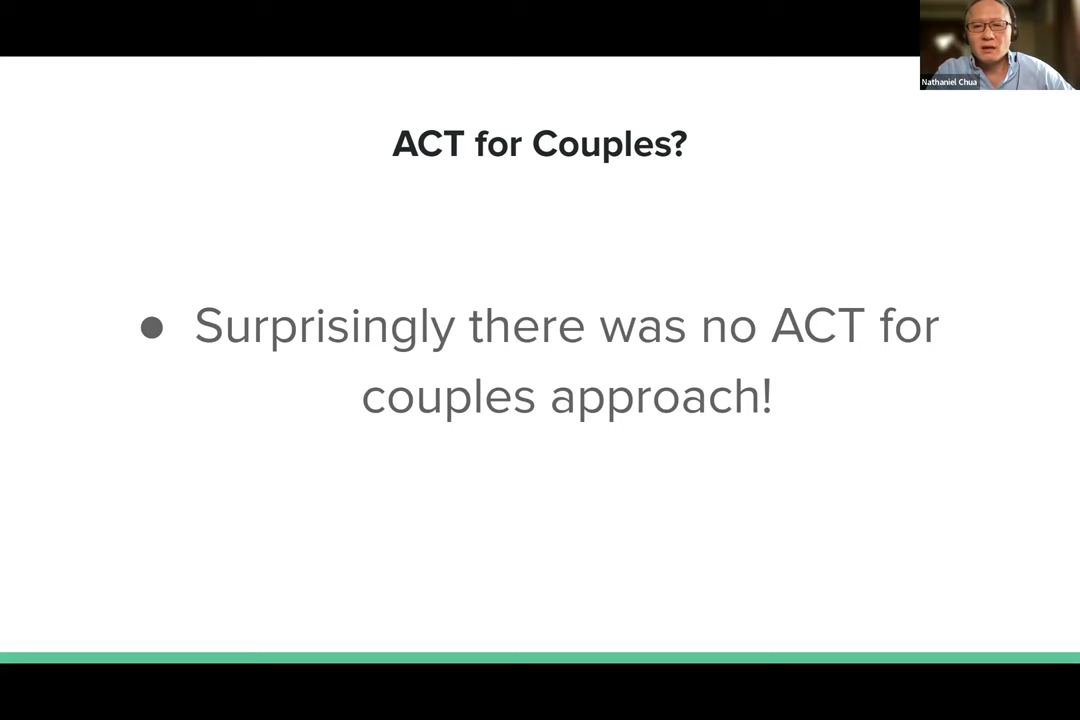 Nathaniel Chua
ACT for Couples?
● Surprisingly there was no ACT for
couples approach!